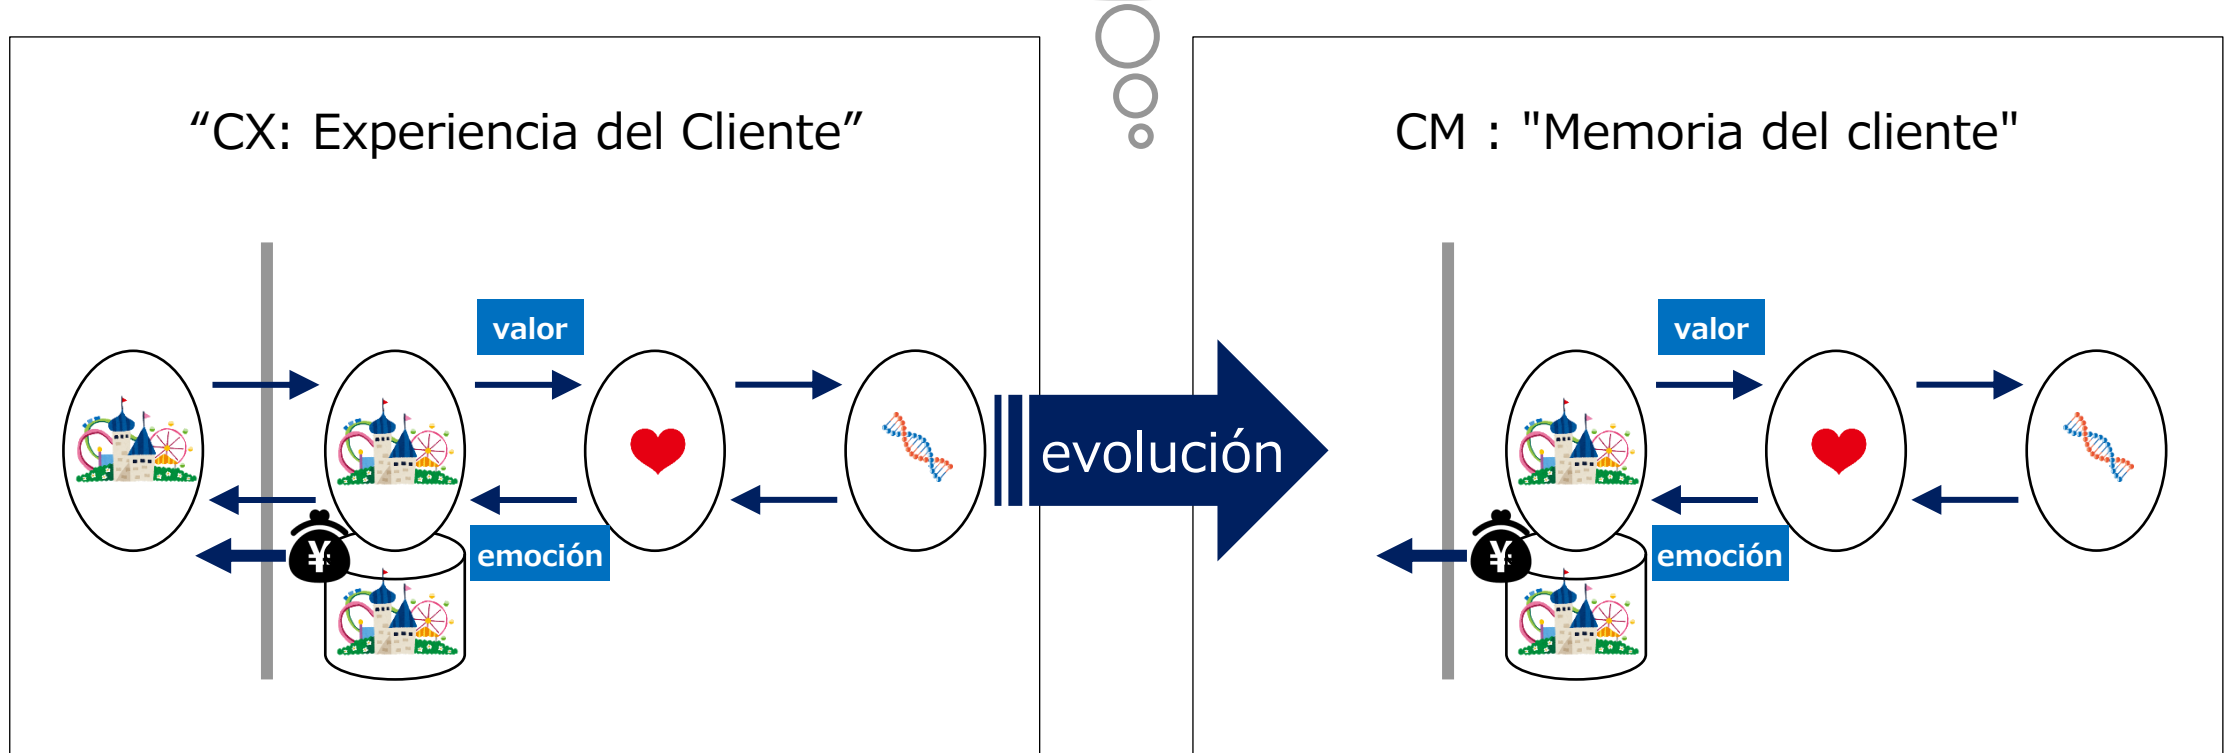 “CX: Experiencia del Cliente”
CM : "Memoria del cliente"
valor
emoción
¥
evolución
valor
emoción
¥